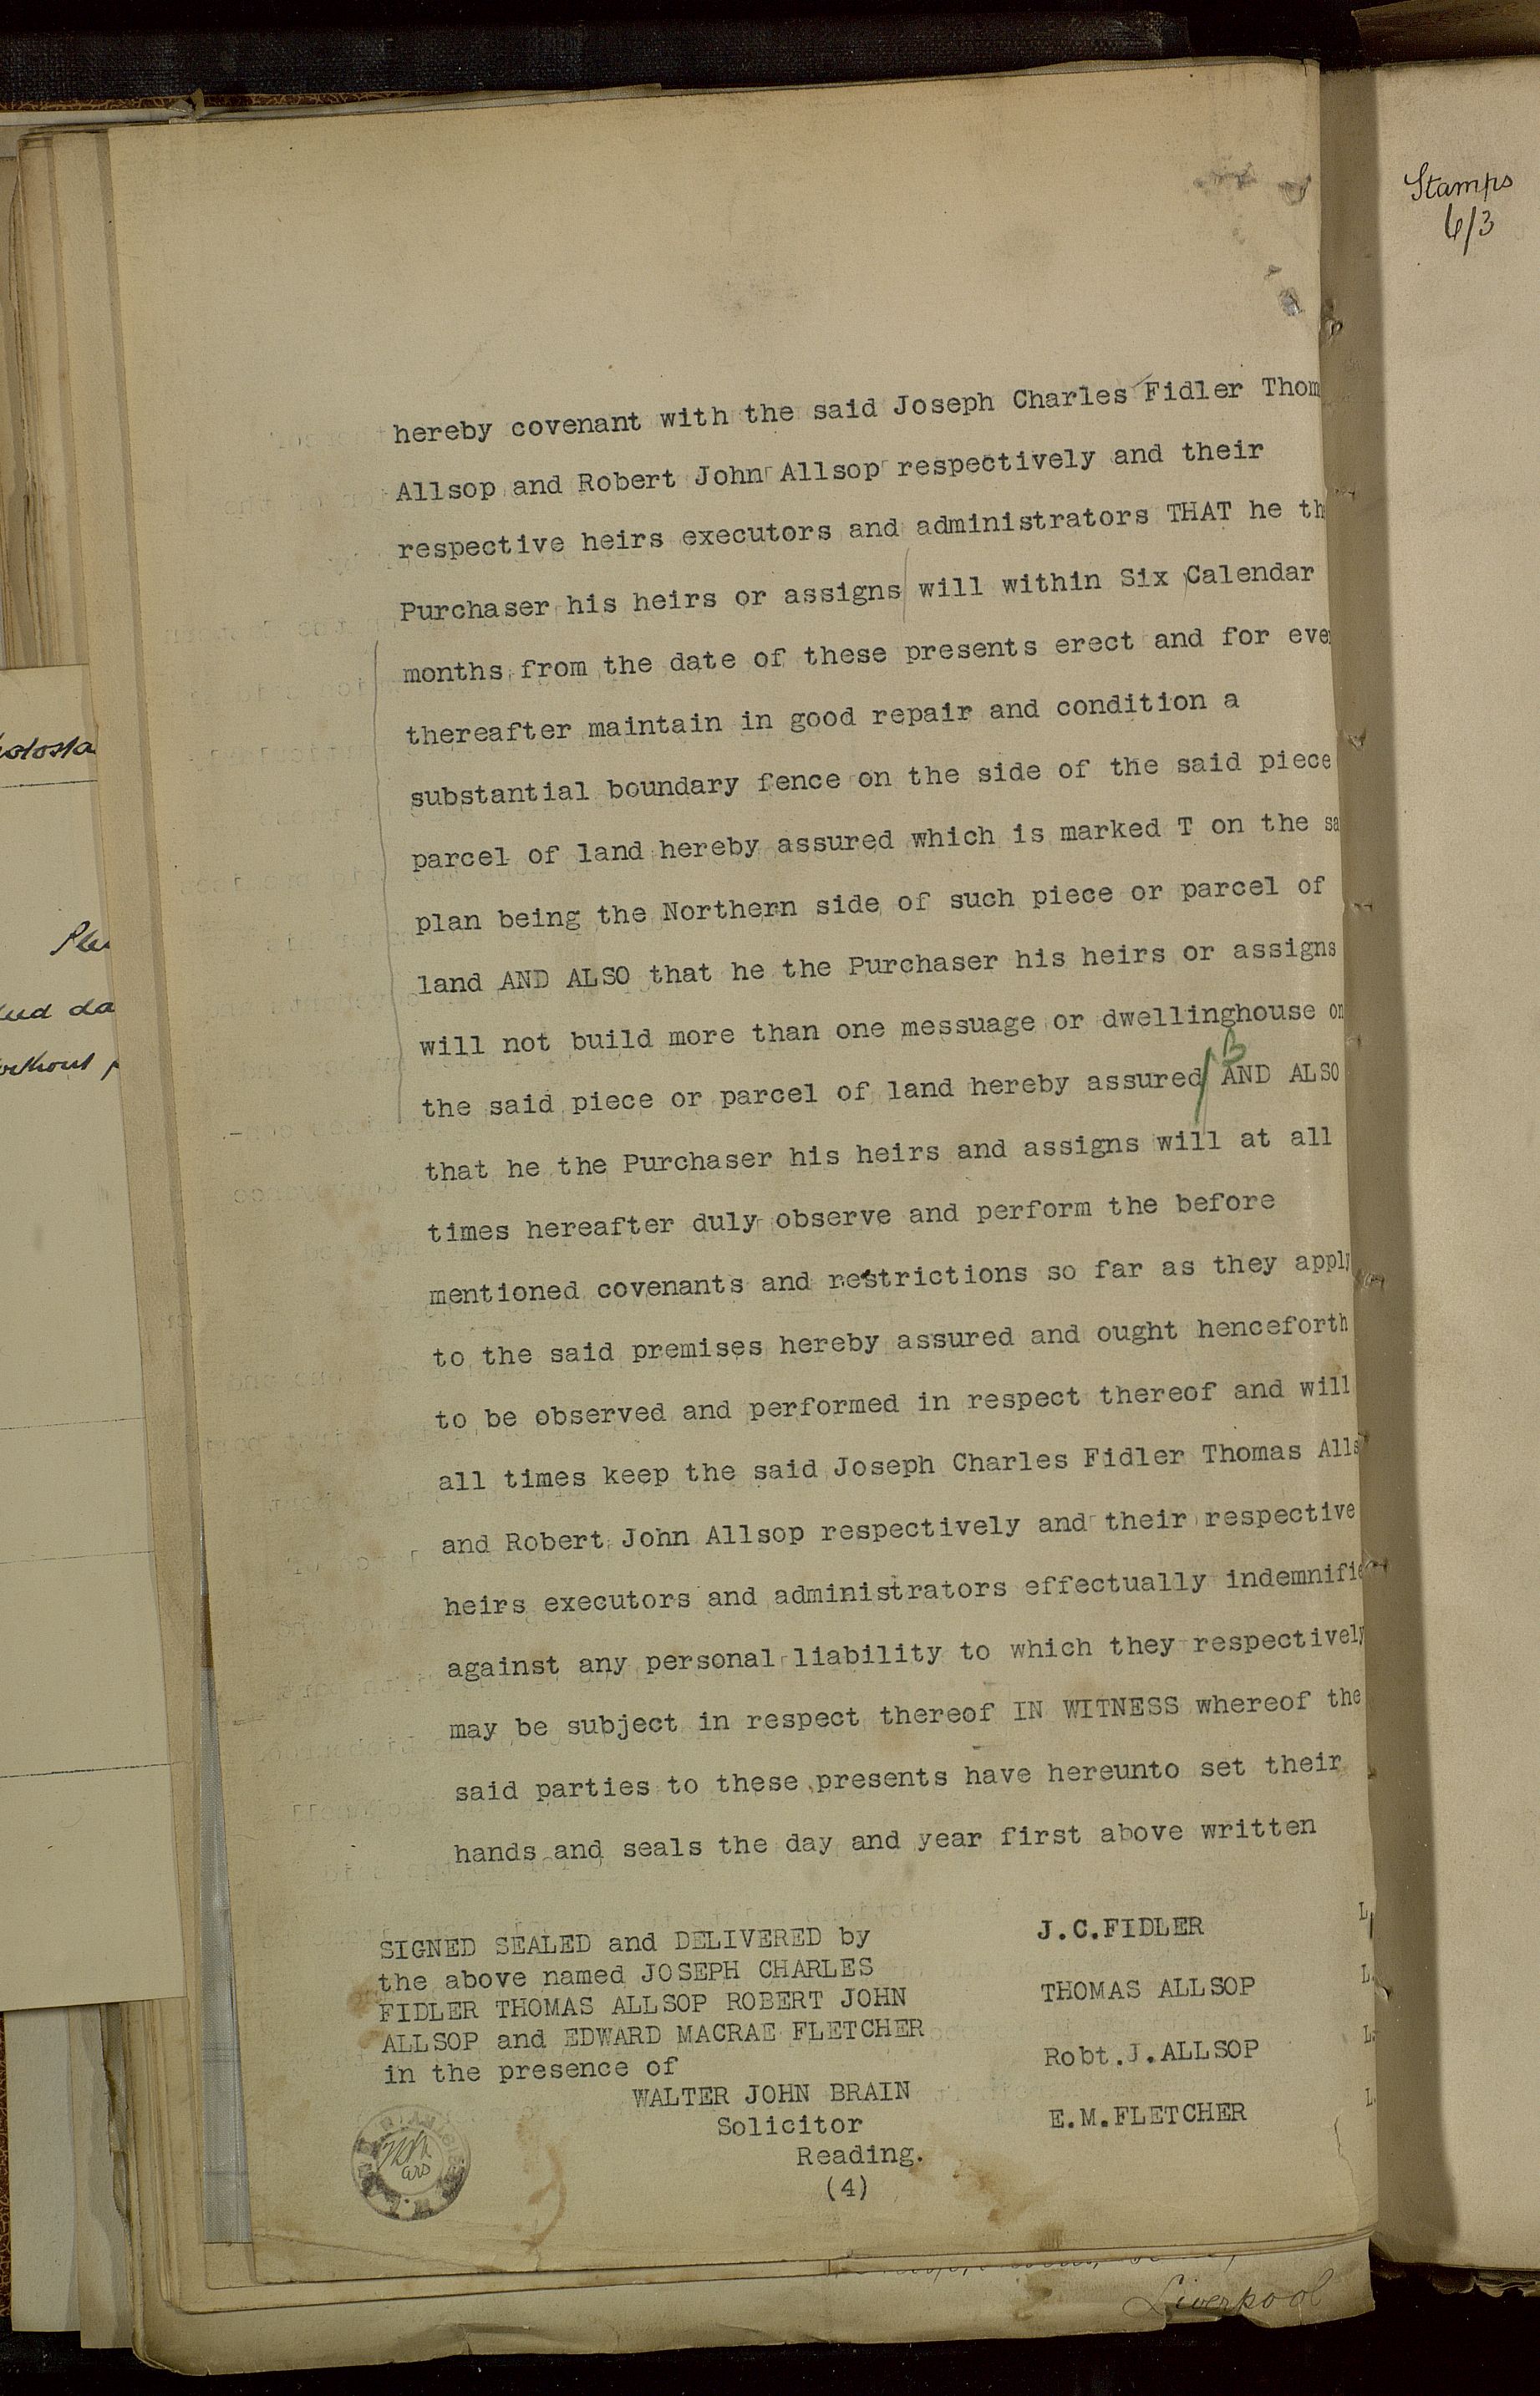 Stamps
6/3
hereby covenant with the said Joseph Charles Fidler Thom
Allsop and Robert John Allsop respectively and their
respective heirs executors and administrators THAT he th
Purchaser his heirs or assigns will within Six Calendar
months from the date of these presents erect and for eve
thereafter maintain in good repair and condition a
substantial boundary fence on the side of the said piece
parcel of land hereby assured which is marked T on the sa
plan being the Northern side of such piece or parcel of
land AND ALSO that he the Purchaser his heirs or assigns
will not build more than one messuage or dwellinghouse on
B
the said piece or parcel of land hereby assured AND ALSO
that he the Purchaser his heirs and assigns will at all
times hereafter duly observe and perform the before
mentioned covenants and restrictions so far as they apply
to the said premises hereby assured and ought henceforth
to be observed and performed in respect thereof and will
all times keep the said Joseph Charles Fidler Thomas Alls
and Robert John Allsop respectively and their respective
heirs executors and administrators effectually indemnifie
against any personal liability to which they respectively
may be subject in respect thereof IN WITNESS whereof the
said parties to these presents have hereunto set their
hands and seals the day and year first above written
SIGNED SEALED and DELIVERED by
the above named JOSEPH CHARLES
FIDLER THOMAS ALLSOP ROBERT JOHN
ALLSOP and EDWARD MACRAE FLETCHER
in the presence of
WALTER JOHN BRAIN
Solicitor
Reading.
(4)
J.C.FIDLER L
THOMAS ALLSOP L
Robt.J.ALLSOP L
E.M.FLETCHER L
Liverpool